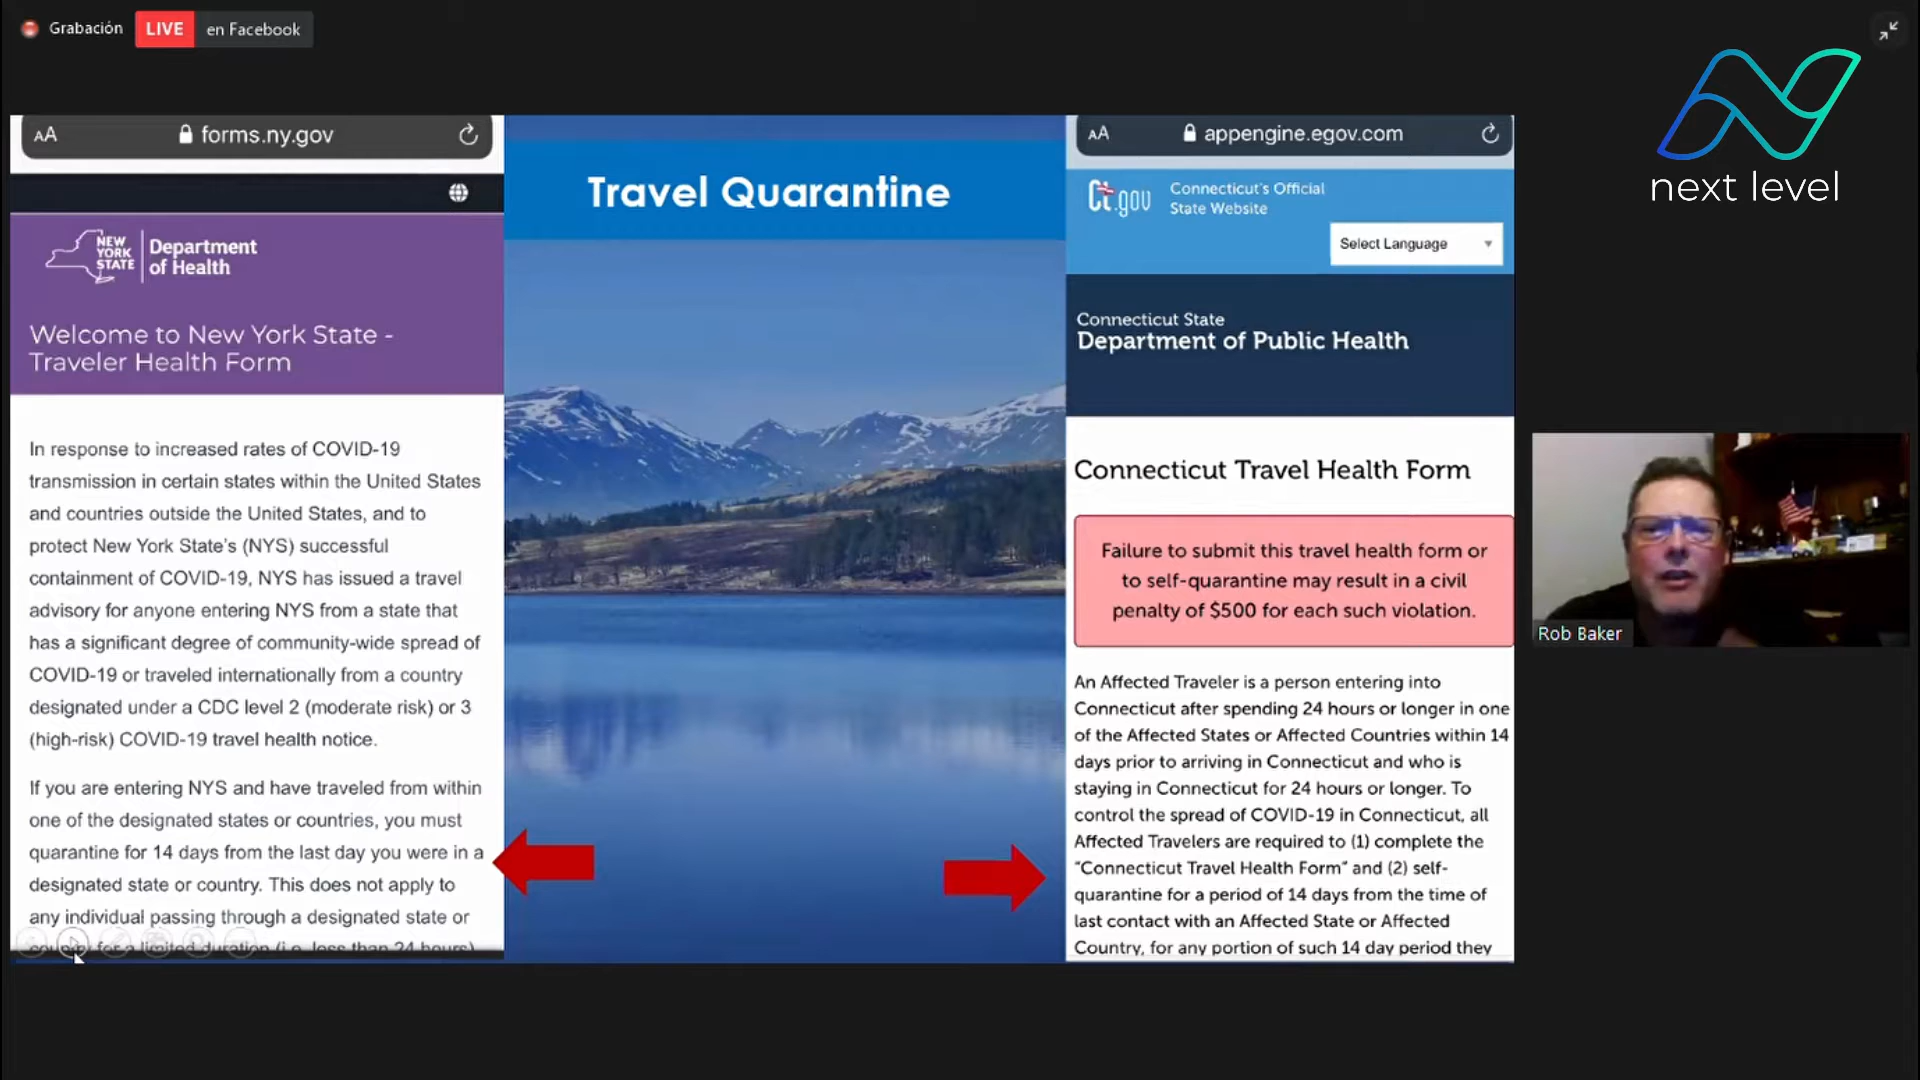 Grabación
LIVE
en Facebook
next level
AA
forms.ny.gov
NEW
YORK
STATE
Department
of Health
Welcome to New York State -
Traveler Health Form
In response to increased rates of COVID-19
transmission in certain states within the United States
and countries outside the United States, and to
protect New York State's (NYS) successful
containment of COVID-19, NYS has issued a travel
advisory for anyone entering NYS from a state that
has a significant degree of community-wide spread of
COVID-19 or traveled internationally from a country
designated under a CDC level 2 (moderate risk) or 3
(high-risk) COVID-19 travel health notice.
If you are entering NYS and have traveled from within
one of the designated states or countries, you must
quarantine for 14 days from the last day you were in a
designated state or country. This does not apply to
any individual passing through a designated state or
country for a limited duration (i.e. less than 24 hours)
Travel Quarantine
AA
appengine.egov.com
Ct.gov
Connecticut's Official
State Website
Select Language
Connecticut State
Department of Public Health
Connecticut Travel Health Form
Failure to submit this travel health form or
to self-quarantine may result in a civil
penalty of $500 for each such violation.
An Affected Traveler is a person entering into
Connecticut after spending 24 hours or longer in one
of the Affected States or Affected Countries within 14
days prior to arriving in Connecticut and who is
staying in Connecticut for 24 hours or longer. To
control the spread of COVID-19 in Connecticut, all
Affected Travelers are required to (1) complete the
"Connecticut Travel Health Form" and (2) self-
quarantine for a period of 14 days from the time of
last contact with an Affected State or Affected
Country, for any portion of such 14 day period they
Rob Baker